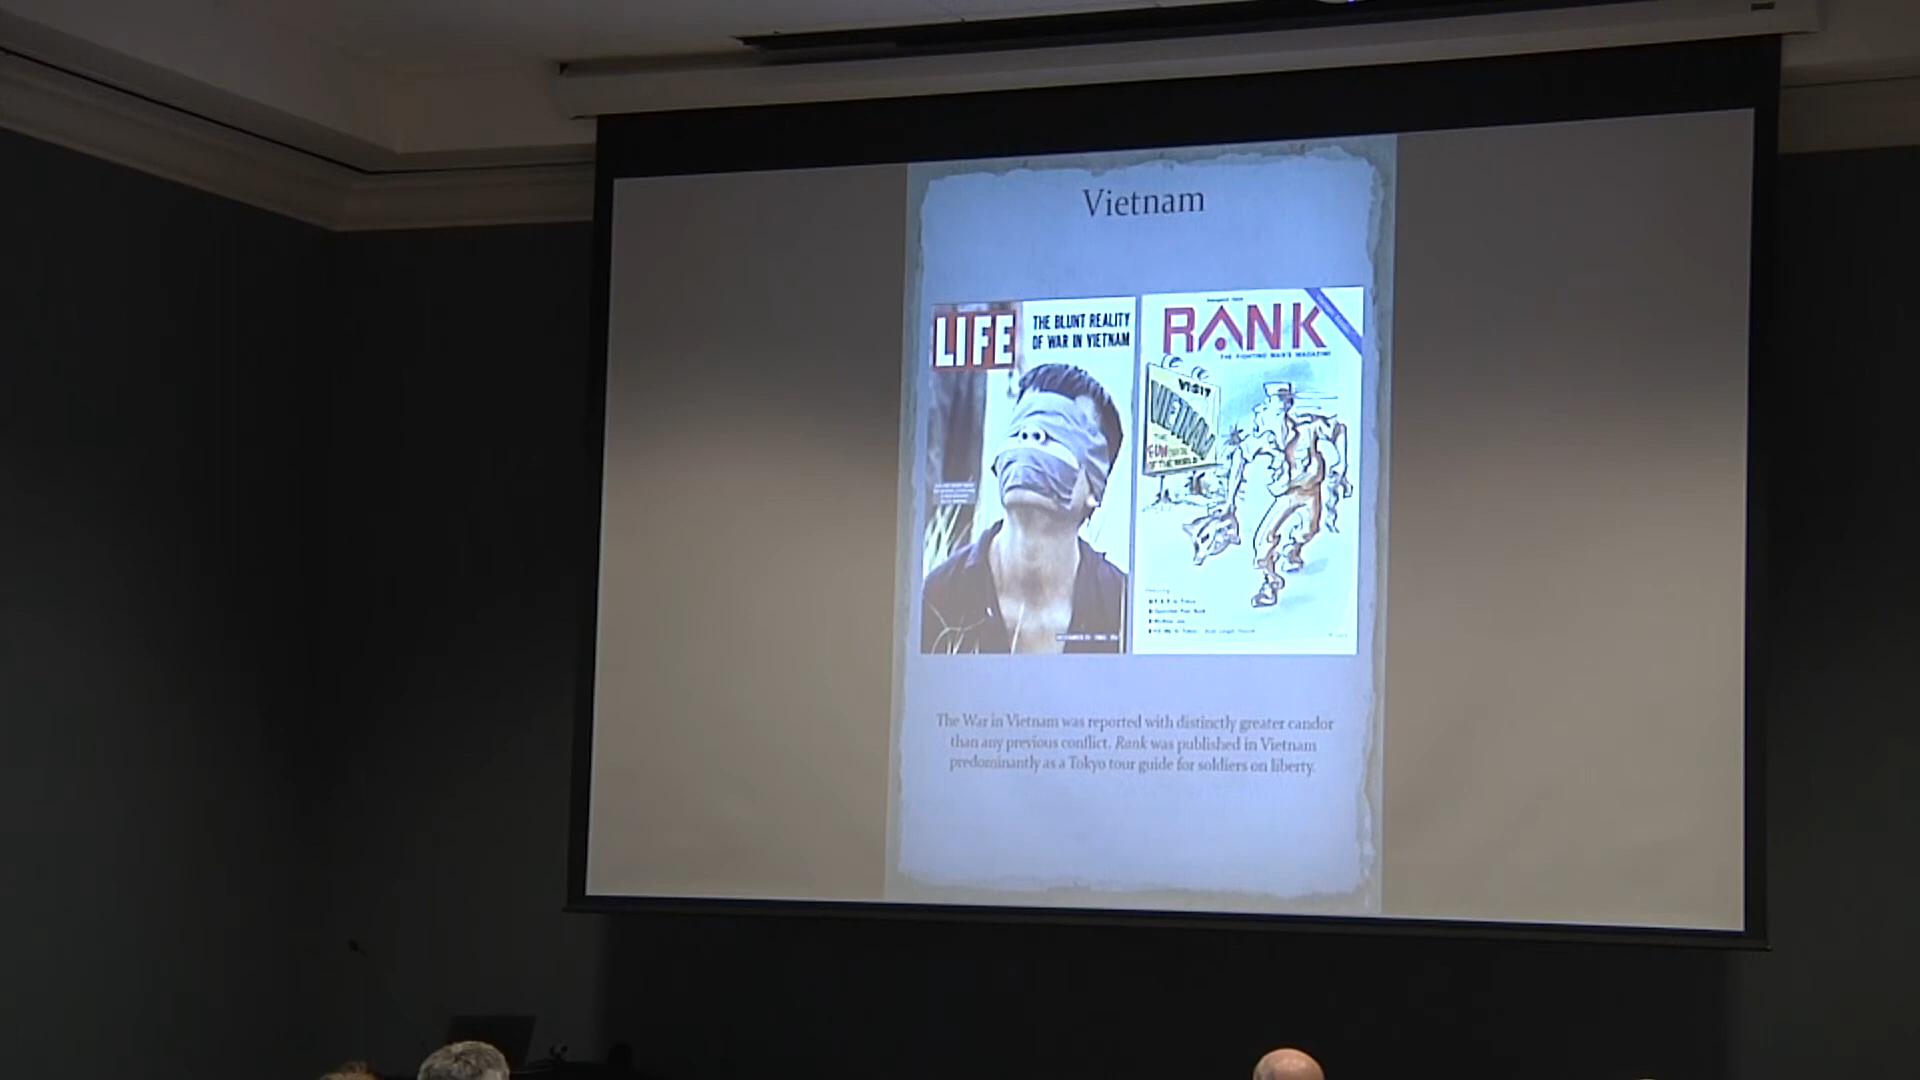 Vietnam
LIFE
THE BLUNT REALITY
OF WAR IN VIETNAM
RANK
THE FIGHTING MAN'S MAGAZINE
VISIT
VIETNAM
FUN
OF THE WORLD
The War in Vietnam was reported with distinctly greater candor
than any previous conflict. Rank was published in Vietnam
predominantly as a Tokyo tour guide for soldiers on liberty.